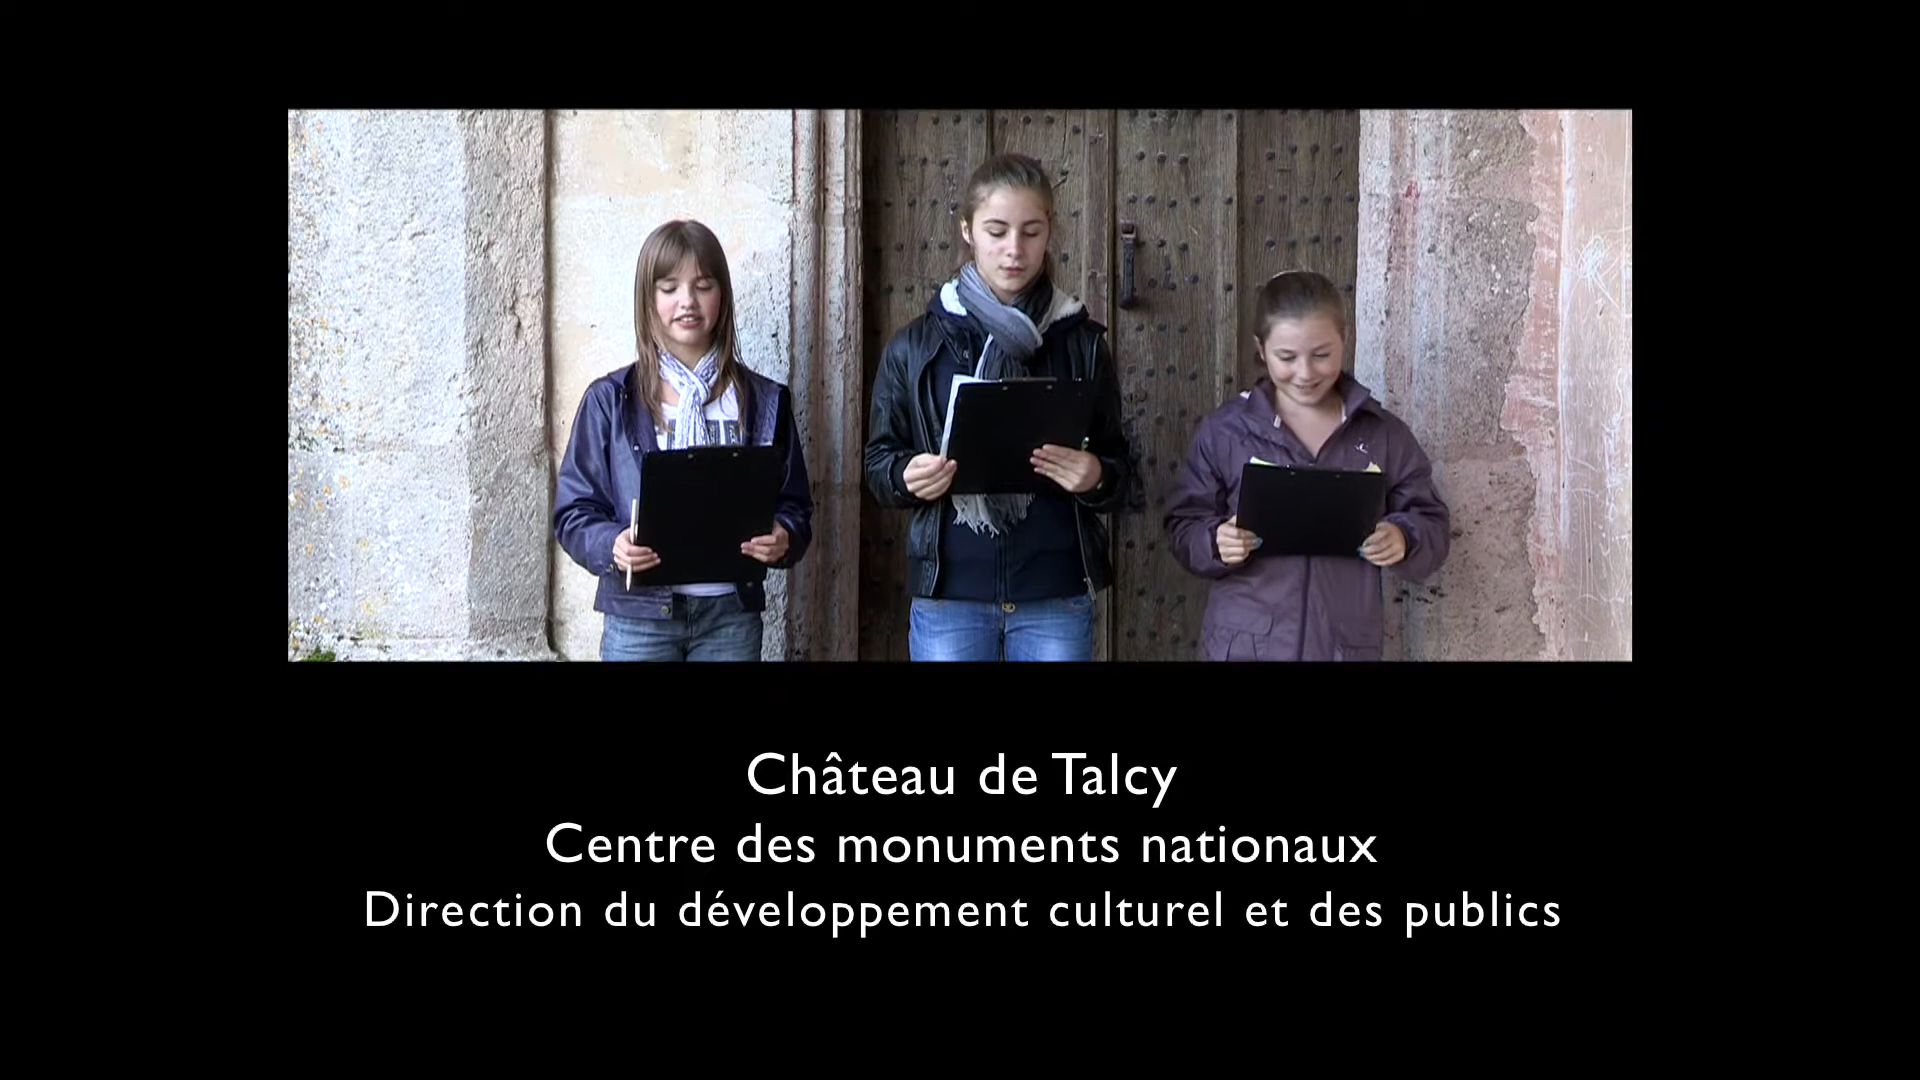 Château de Talcy
Centre des monuments nationaux
Direction du développement culturel et des publics